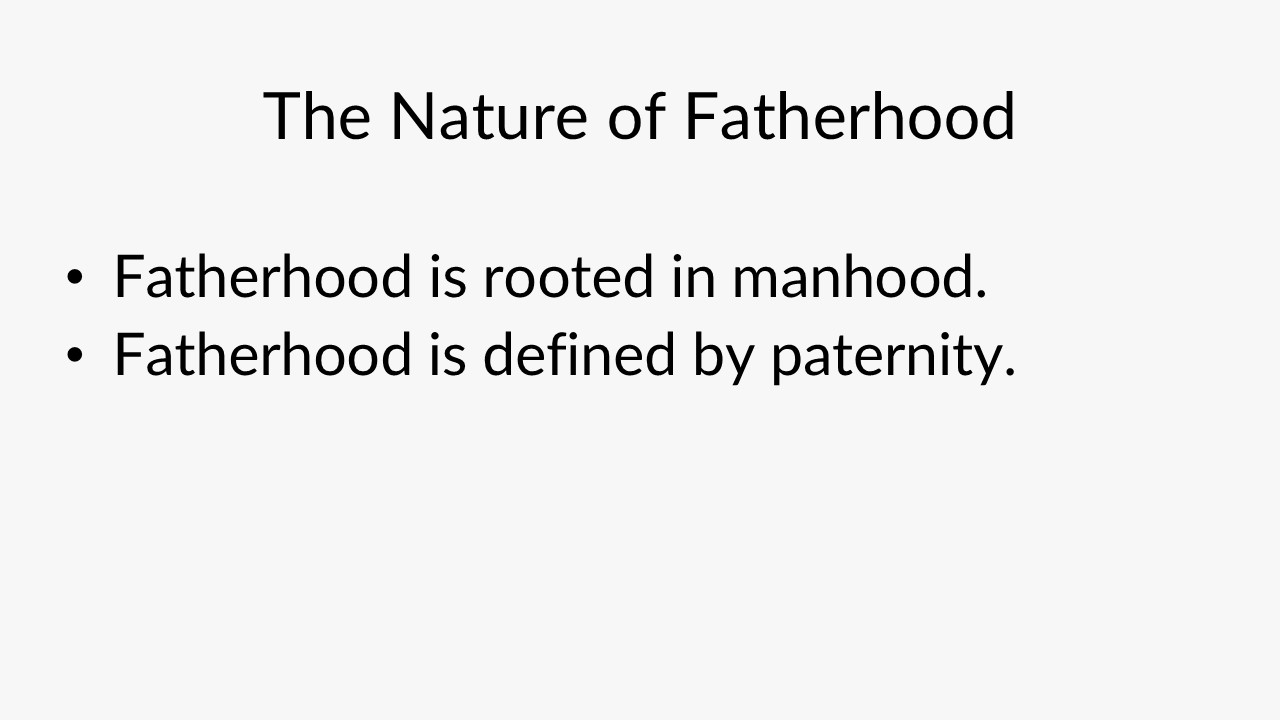 The Nature of Fatherhood
• Fatherhood is rooted in manhood.
• Fatherhood is defined by paternity.